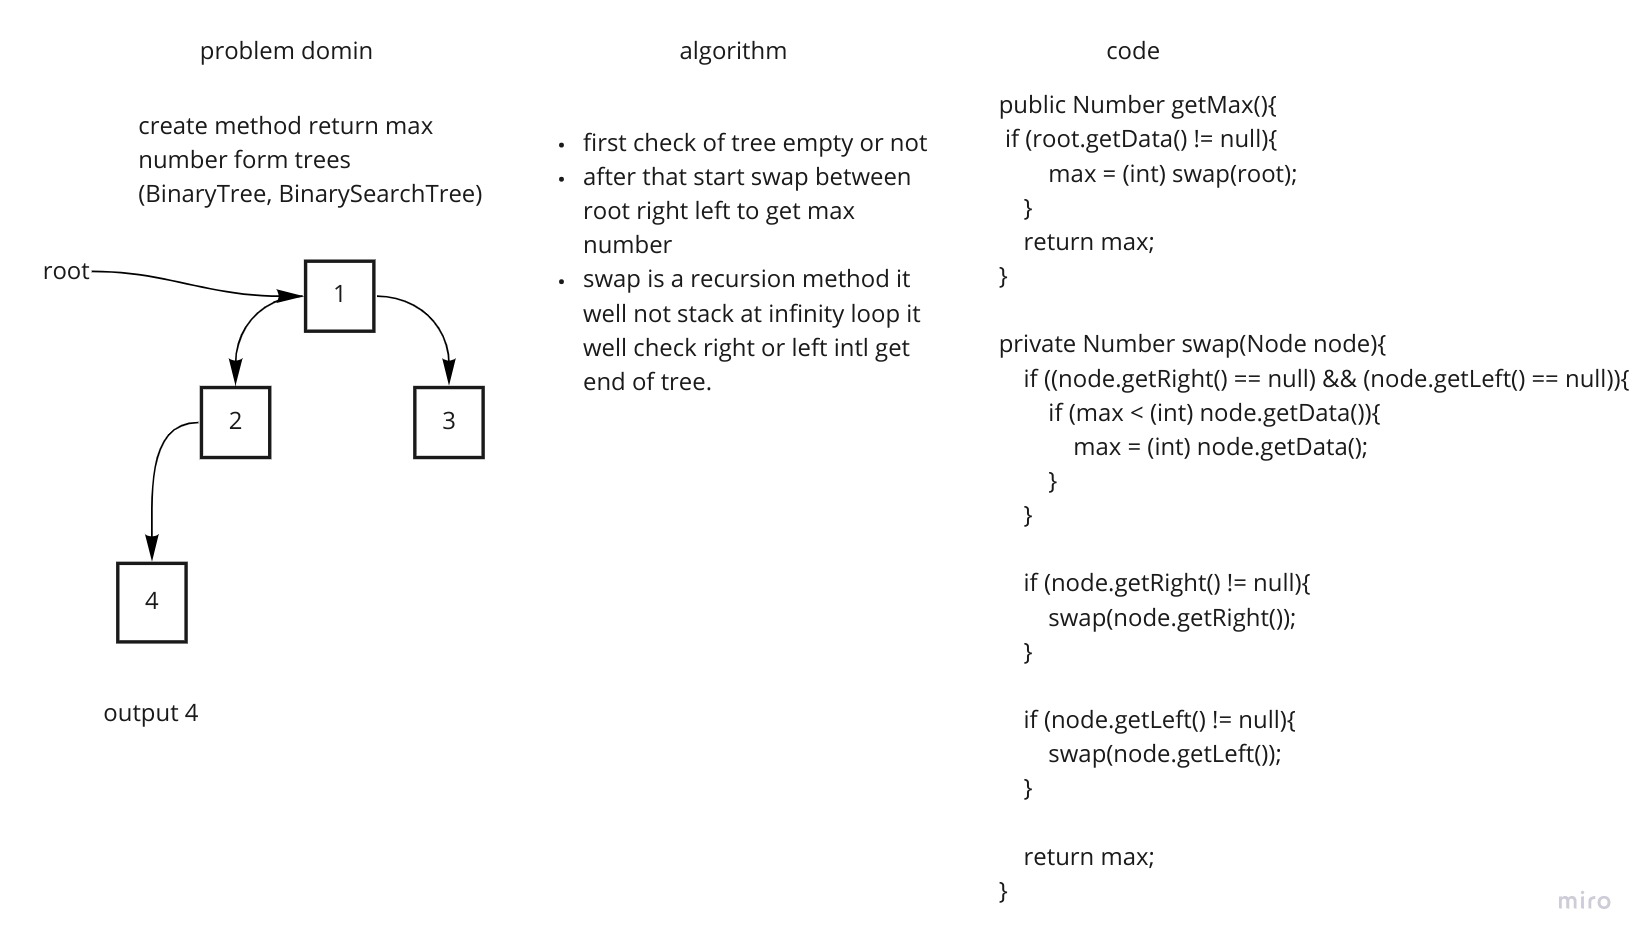 problem domin
create method return max
number form trees
(BinaryTree, BinarySearchTree)
root
1
2
3
4
output 4
algorithm
• first check of tree empty or not
• after that start swap between
root right left to get max
number
• swap is a recursion method it
well not stack at infinity loop it
well check right or left intl get
end of tree.
code
public Number getMax(){
if (root.getData() != null){
max = (int) swap(root);
}
return max;
}
private Number swap(Node node){
if ((node.getRight() == null) && (node.getLeft() == null)){
if (max < (int) node.getData()){
max = (int) node.getData();
}
}
if (node.getRight() != null){
swap(node.getRight());
}
if (node.getLeft() != null){
swap(node.getLeft());
}
return max;
}
miro